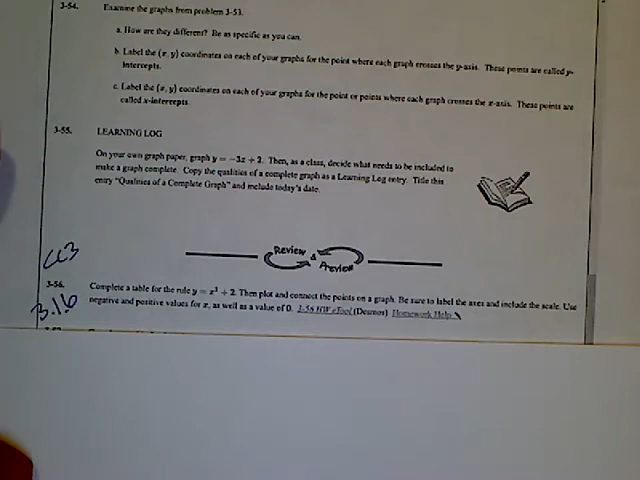 3-54. Examine the graphs from problem 3-53.
a. How are they different? Be as specific as you can.
b. Label the (x, y) coordinates on each of your graphs for the point where each graph crosses the y-axis. These points are called y-
intercepts.
c. Label the (x, y) coordinates on each of your graphs for the point or points where each graph crosses the x-axis. These points are
called x-intercepts.
3-55. LEARNING LOG
On your own graph paper, graph y = −3x + 2. Then, as a class, decide what needs to be included to
make a graph complete. Copy the qualities of a complete graph as a Learning Log entry. Title this
entry "Qualities of a Complete Graph" and include today's date.
Review &
Preview
CC3
3-56. Complete a table for the rule y = x² + 2. Then plot and connect the points on a graph. Be sure to label the axes and include the scale. Use
3.1.6 negative and positive values for x, as well as a value of 0. 3-56 HW eTool (Desmos) Homework Help